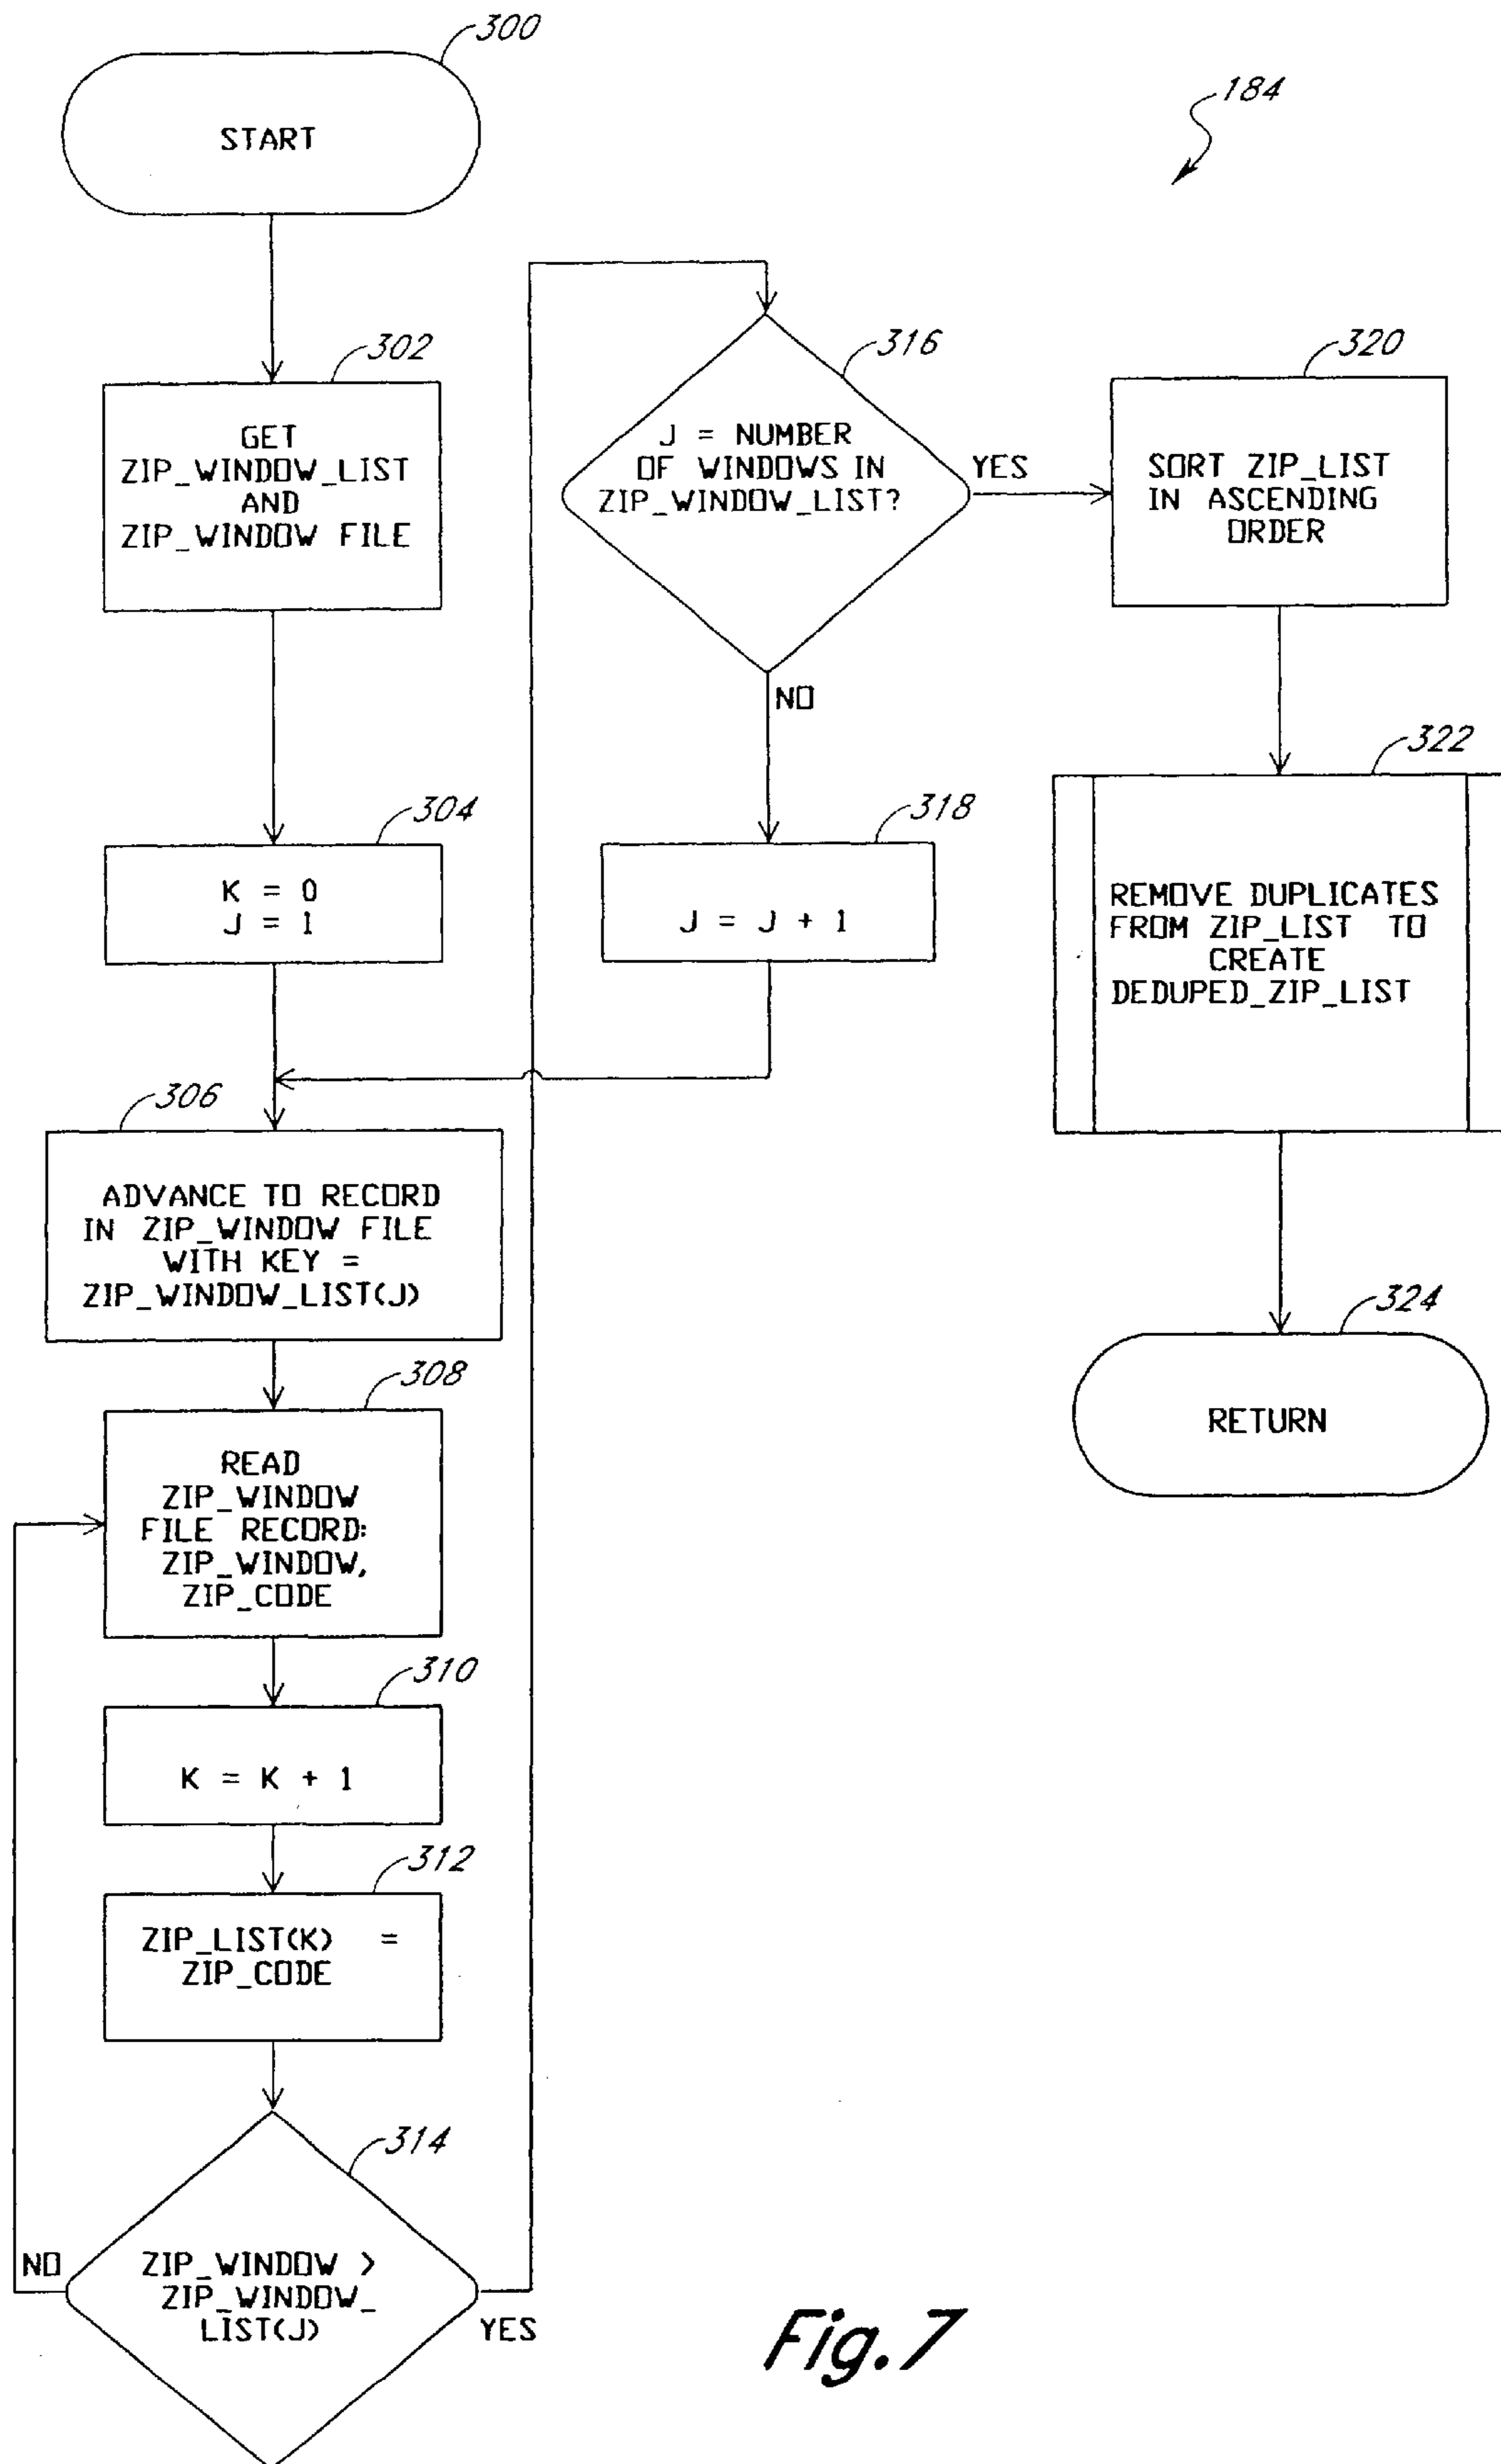 300
START
184
302
GET
ZIP_WINDOW_LIST
AND
ZIP_WINDOW FILE
304
K = 0
J = 1
306
ADVANCE TO RECORD
IN ZIP_WINDOW FILE
WITH KEY =
ZIP_WINDOW_LIST(J)
308
READ
ZIP_WINDOW
FILE RECORD:
ZIP_WINDOW,
ZIP_CODE
310
K = K + 1
312
ZIP_LIST(K) =
ZIP_CODE
314
ZIP_WINDOW >
ZIP_WINDOW_
LIST(J)
NO
YES
316
J = NUMBER
OF WINDOWS IN
ZIP_WINDOW_LIST?
YES
NO
318
J = J + 1
320
SORT ZIP_LIST
IN ASCENDING
ORDER
322
REMOVE DUPLICATES
FROM ZIP_LIST TO
CREATE
DEDUPED_ZIP_LIST
324
RETURN
Fig.7